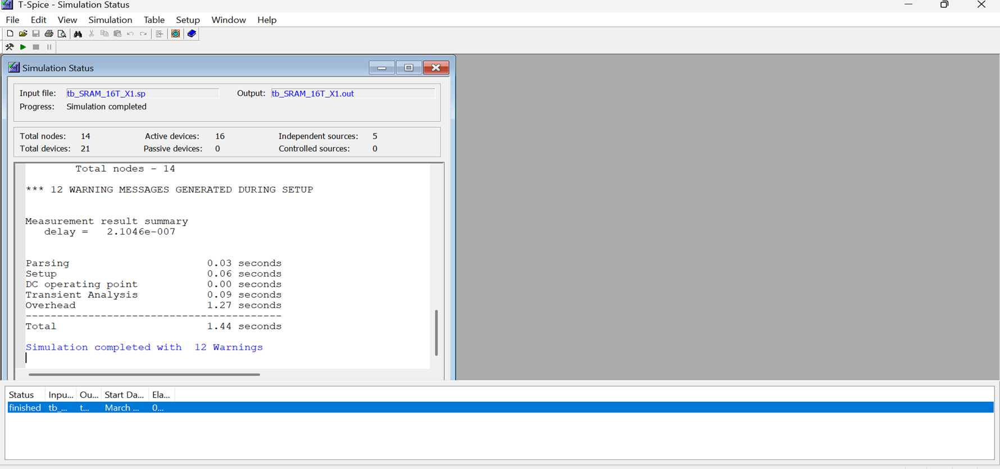 T-Spice - Simulation Status
File Edit View Simulation Table Setup Window Help
Simulation Status
Input file: tb_SRAM_16T_X1.sp Output: tb_SRAM_16T_X1.out
Progress: Simulation completed
Total nodes: 14 Active devices: 16 Independent sources: 5
Total devices: 21 Passive devices: 0 Controlled sources: 0
Total nodes - 14
*** 12 WARNING MESSAGES GENERATED DURING SETUP
Measurement result summary
delay = 2.1046e-007
Parsing 0.03 seconds
Setup 0.06 seconds
DC operating point 0.00 seconds
Transient Analysis 0.09 seconds
Overhead 1.27 seconds
-----------------------------------------
Total 1.44 seconds
Simulation completed with 12 Warnings
Status Inpu... Ou... Start Da... Ela...
finished tb_... t... March ... 0...